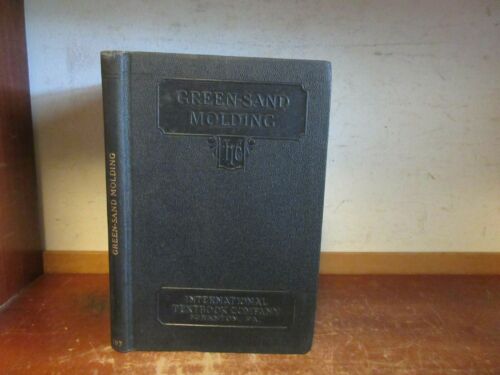 GREEN-SAND
MOLDING
ITC
INTERNATIONAL
TEXTBOOK COMPANY
SCRANTON, PA.
GREEN-SAND MOLDING